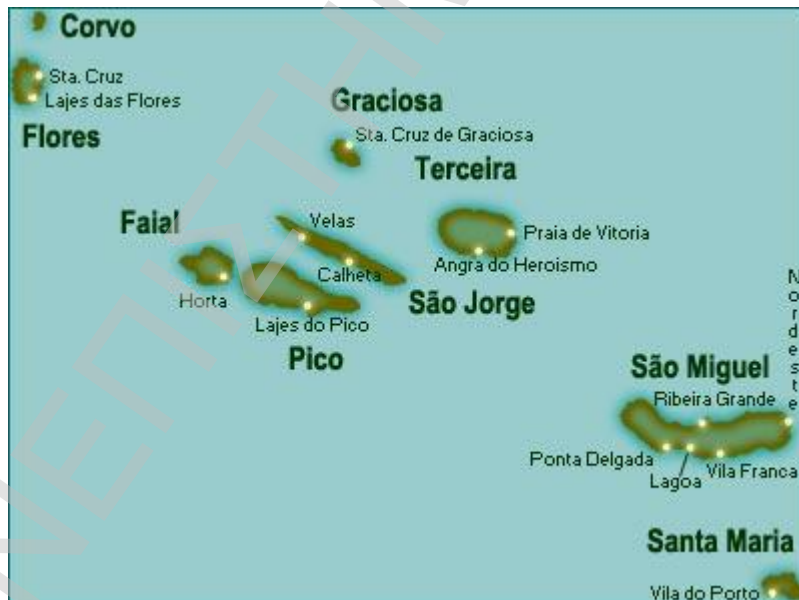 Corvo
Sta. Cruz
Lajes das Flores
Flores
Graciosa
Sta. Cruz de Graciosa
Terceira
Faial
Velas
Praia de Vitoria
Angra do Heroismo
Calheta
Horta
São Jorge
Lajes do Pico
Pico
Nordeste
São Miguel
Ribeira Grande
Ponta Delgada
Lagoa
Vila Franca
Santa Maria
Vila do Porto